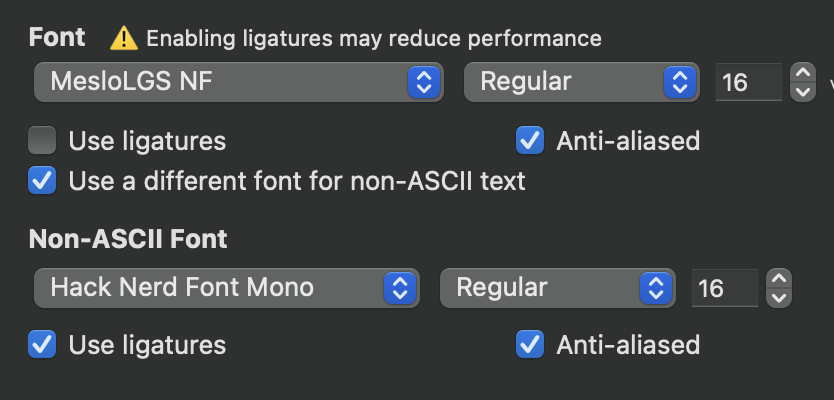 Font ⚠️ Enabling ligatures may reduce performance
MesloLGS NF Regular 16
Use ligatures Anti-aliased
Use a different font for non-ASCII text
Non-ASCII Font
Hack Nerd Font Mono Regular 16
Use ligatures Anti-aliased